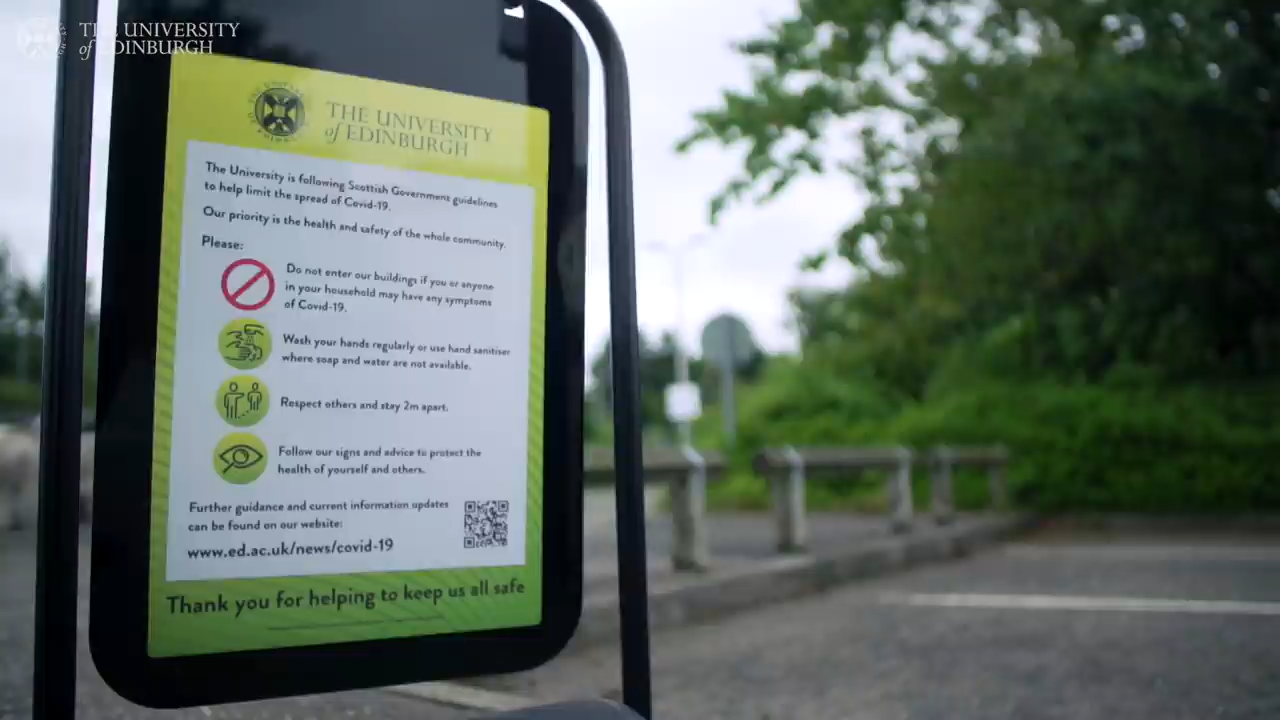 THE UNIVERSITY
of EDINBURGH
THE UNIVERSITY
of EDINBURGH
The University is following Scottish Government guidelines
to help limit the spread of Covid-19.
Our priority is the health and safety of the whole community.
Please:
Do not enter our buildings if you or anyone
in your household may have any symptoms
of Covid-19.
Wash your hands regularly or use hand sanitiser
where soap and water are not available.
Respect others and stay 2m apart.
Follow our signs and advice to protect the
health of yourself and others.
Further guidance and current information updates
can be found on our website:
www.ed.ac.uk/news/covid-19
Thank you for helping to keep us all safe